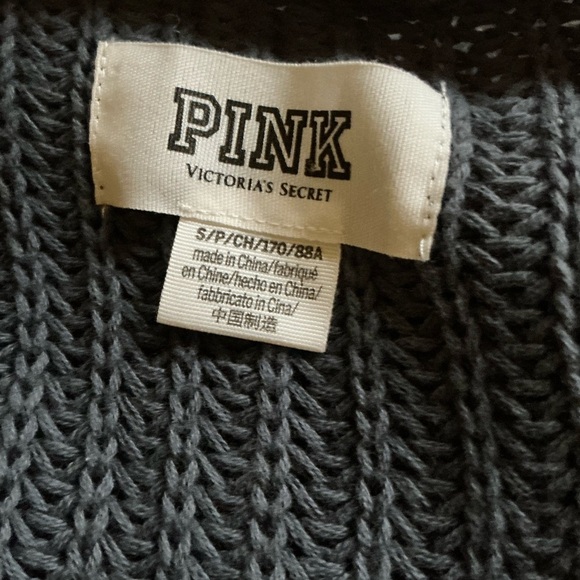 PINK
VICTORIA'S SECRET
S/P/CH/170/88A
made in China/fabriqué
en Chine/hecho en China/
fabbricato in Cina/
中国制造